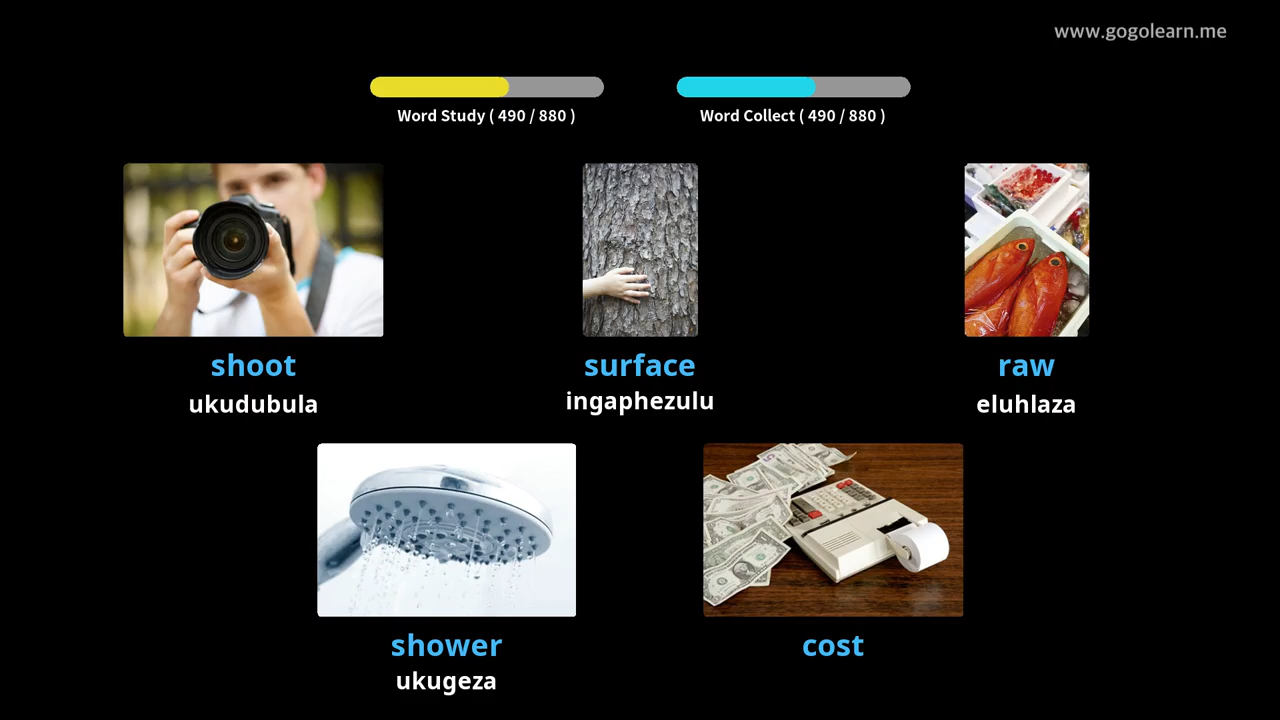 www.gogolearn.me
Word Study ( 490 / 880 )
Word Collect ( 490 / 880 )
shoot
ukudubula
surface
ingaphezulu
raw
eluhlaza
shower
ukugeza
cost